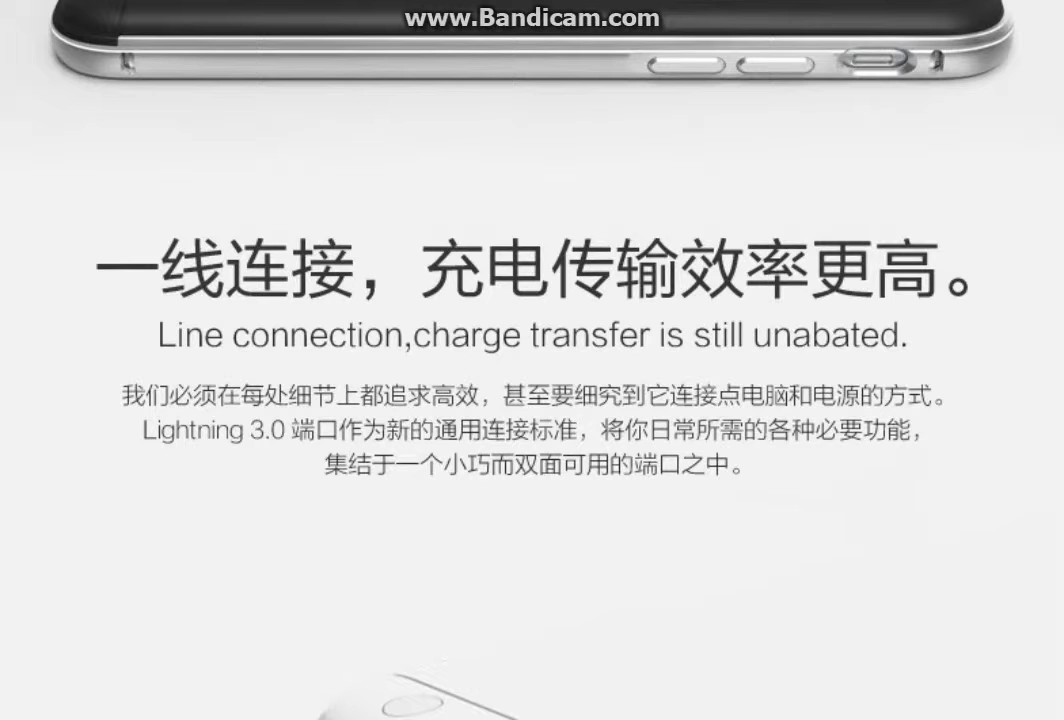 www.Bandicam.com
一线连接，充电传输效率更高。
Line connection,charge transfer is still unabated.
我们必须在每处细节上都追求高效，甚至要细究到它连接点电脑和电源的方式。
Lightning 3.0 端口作为新的通用连接标准，将你日常所需的各种必要功能，
集结于一个小巧而双面可用的端口之中。